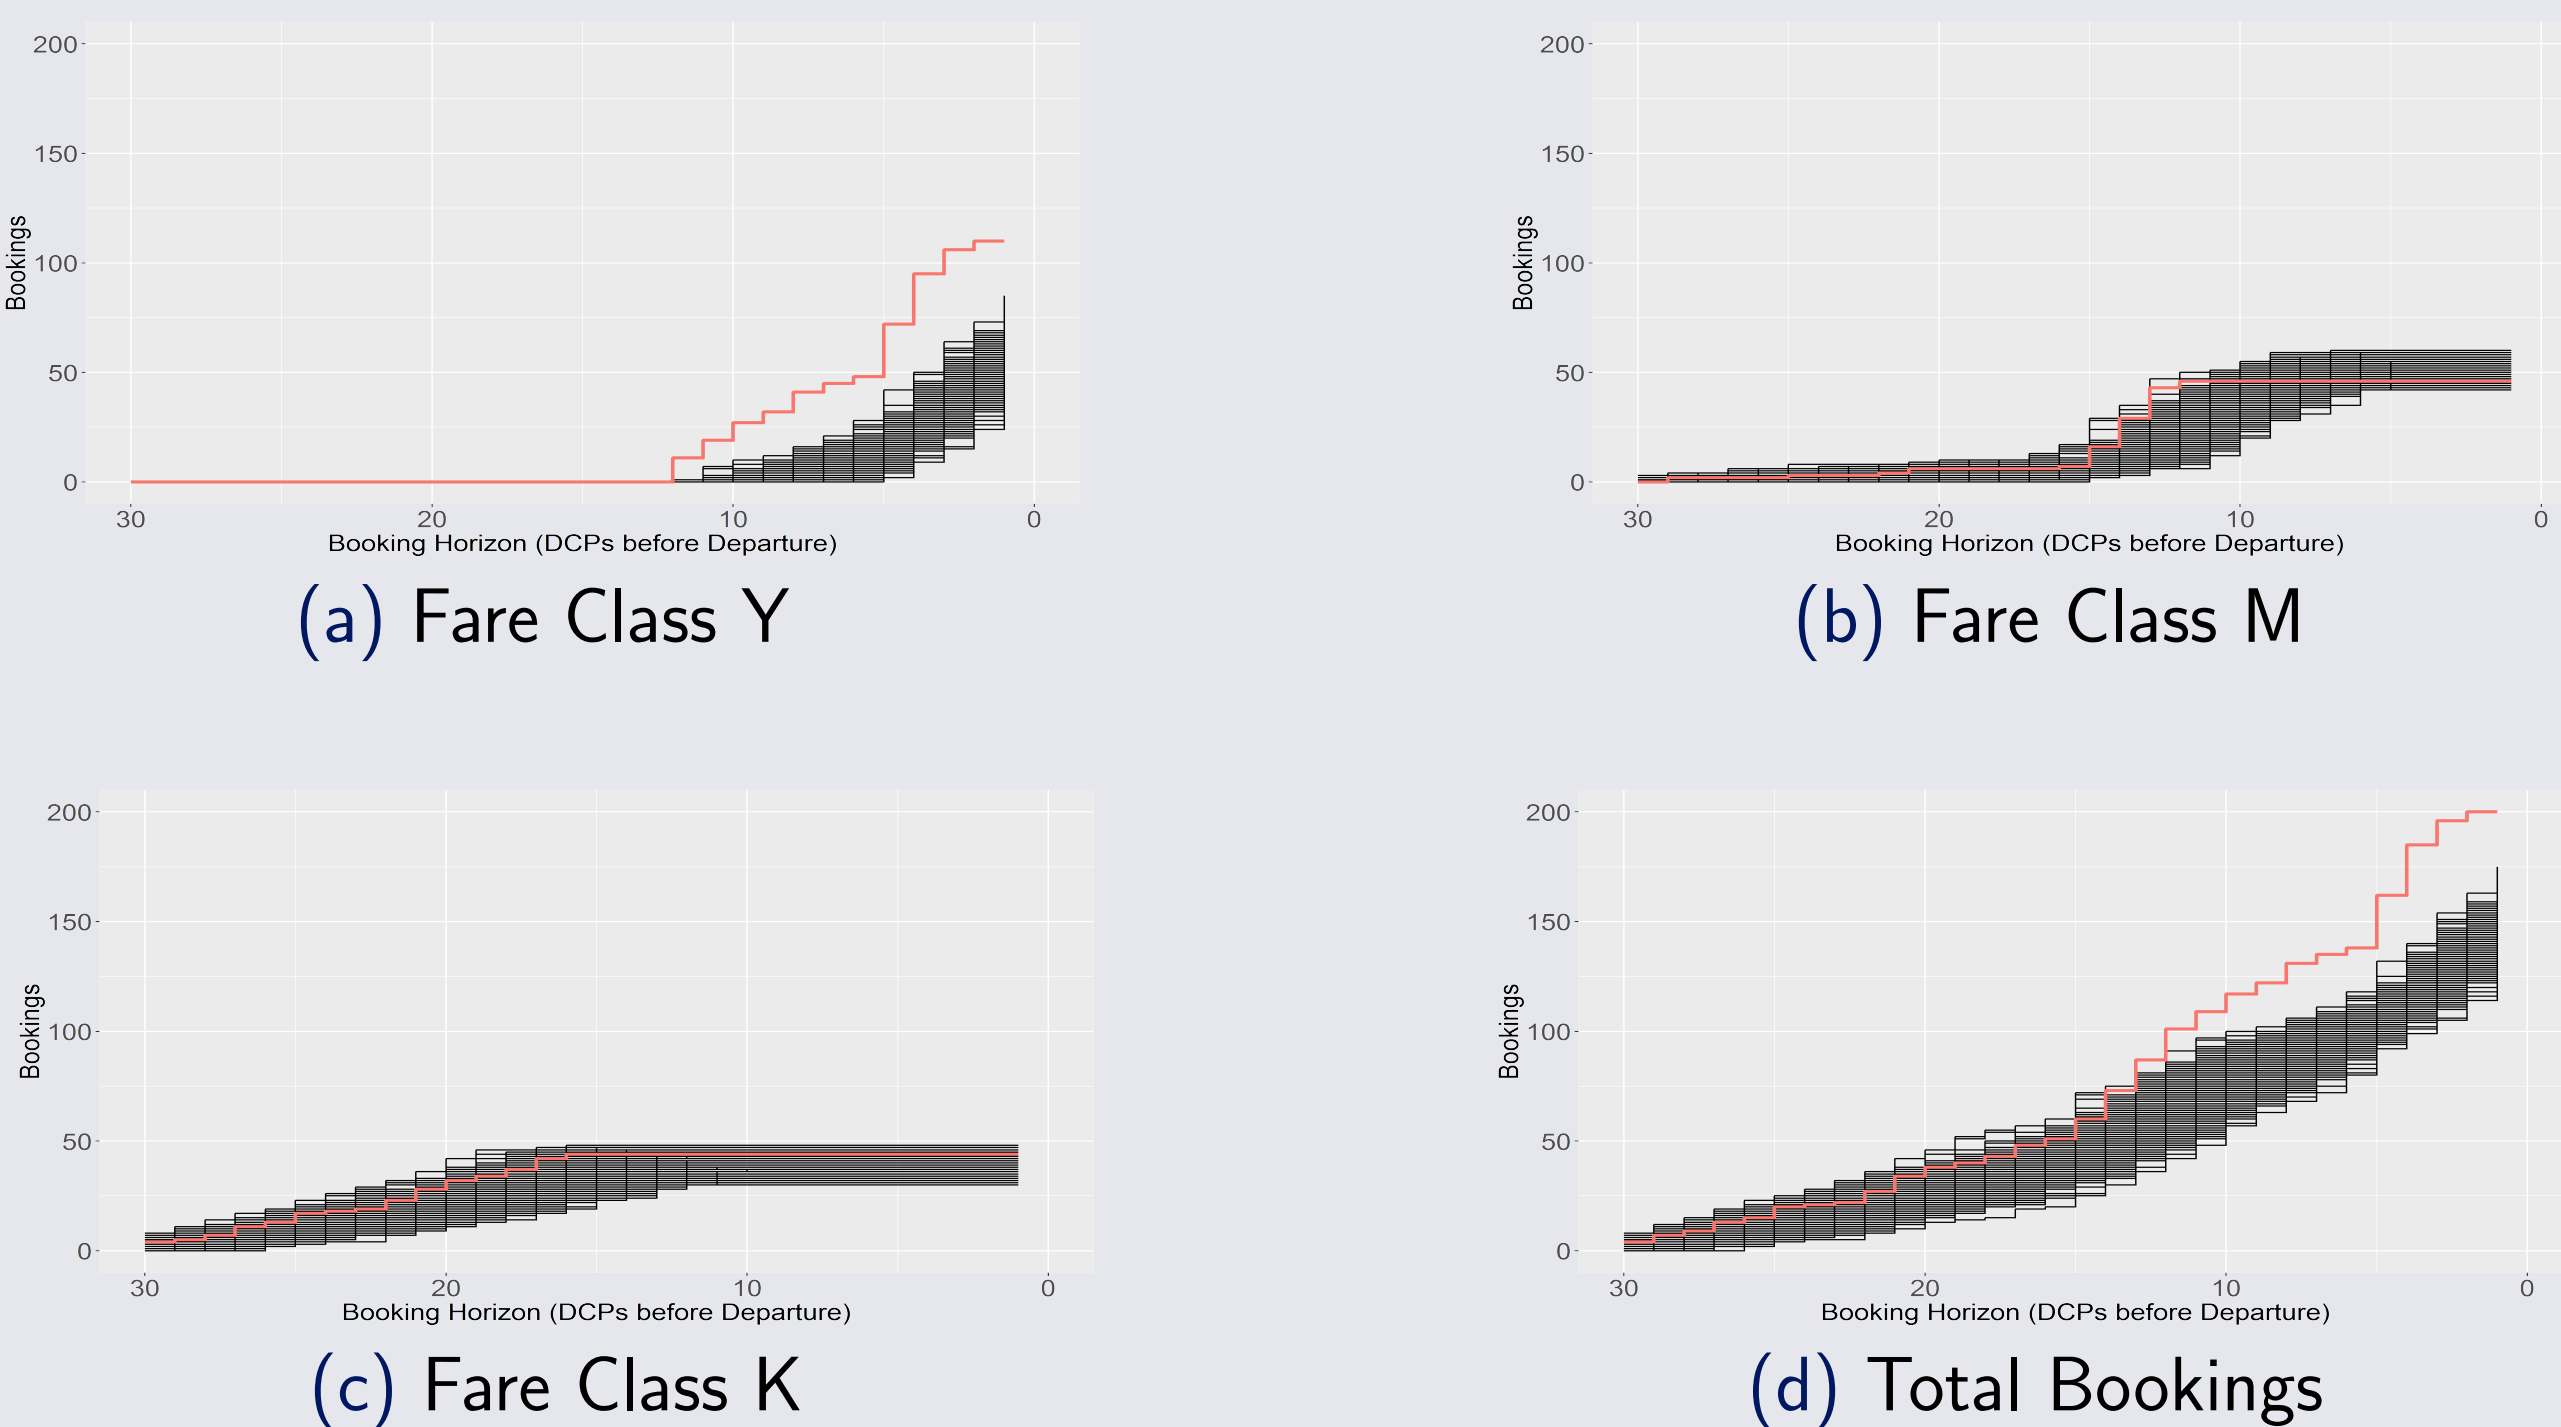 200
150
100
50
0
Bookings
30 20 10 0
Booking Horizon (DCPs before Departure)
(a) Fare Class Y
200
150
100
50
0
Bookings
30 20 10 0
Booking Horizon (DCPs before Departure)
(b) Fare Class M
200
150
100
50
0
Bookings
30 20 10 0
Booking Horizon (DCPs before Departure)
(c) Fare Class K
200
150
100
50
0
Bookings
30 20 10 0
Booking Horizon (DCPs before Departure)
(d) Total Bookings